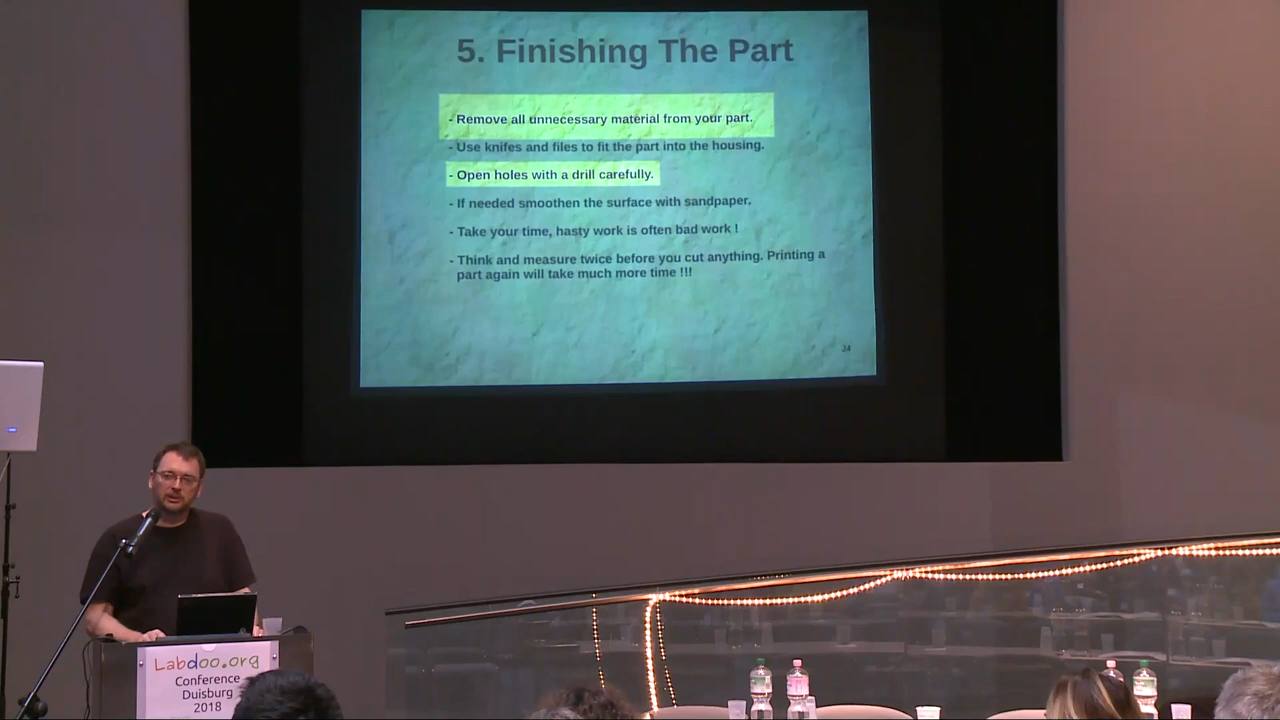 5. Finishing The Part
- Remove all unnecessary material from your part.
- Use knifes and files to fit the part into the housing.
- Open holes with a drill carefully.
- If needed smoothen the surface with sandpaper.
- Take your time, hasty work is often bad work !
- Think and measure twice before you cut anything. Printing a
part again will take much more time !!!
24
Labdoo.org
Conference
Duisburg
2018